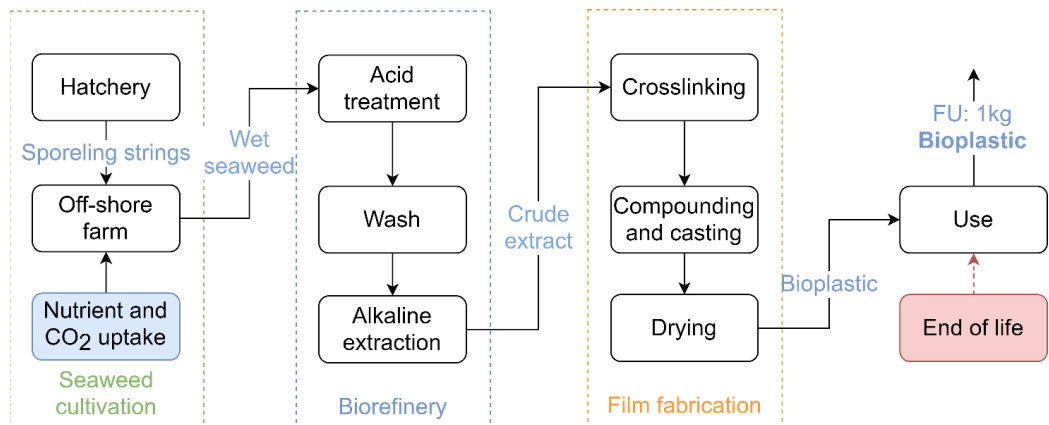 Hatchery
Sporeling strings
Off-shore
farm
Nutrient and
CO2 uptake
Seaweed
cultivation
Wet
seaweed
Acid
treatment
Wash
Alkaline
extraction
Biorefinery
Crude
extract
Crosslinking
Compounding
and casting
Drying
Film fabrication
Bioplastic
FU: 1kg
Bioplastic
Use
End of life